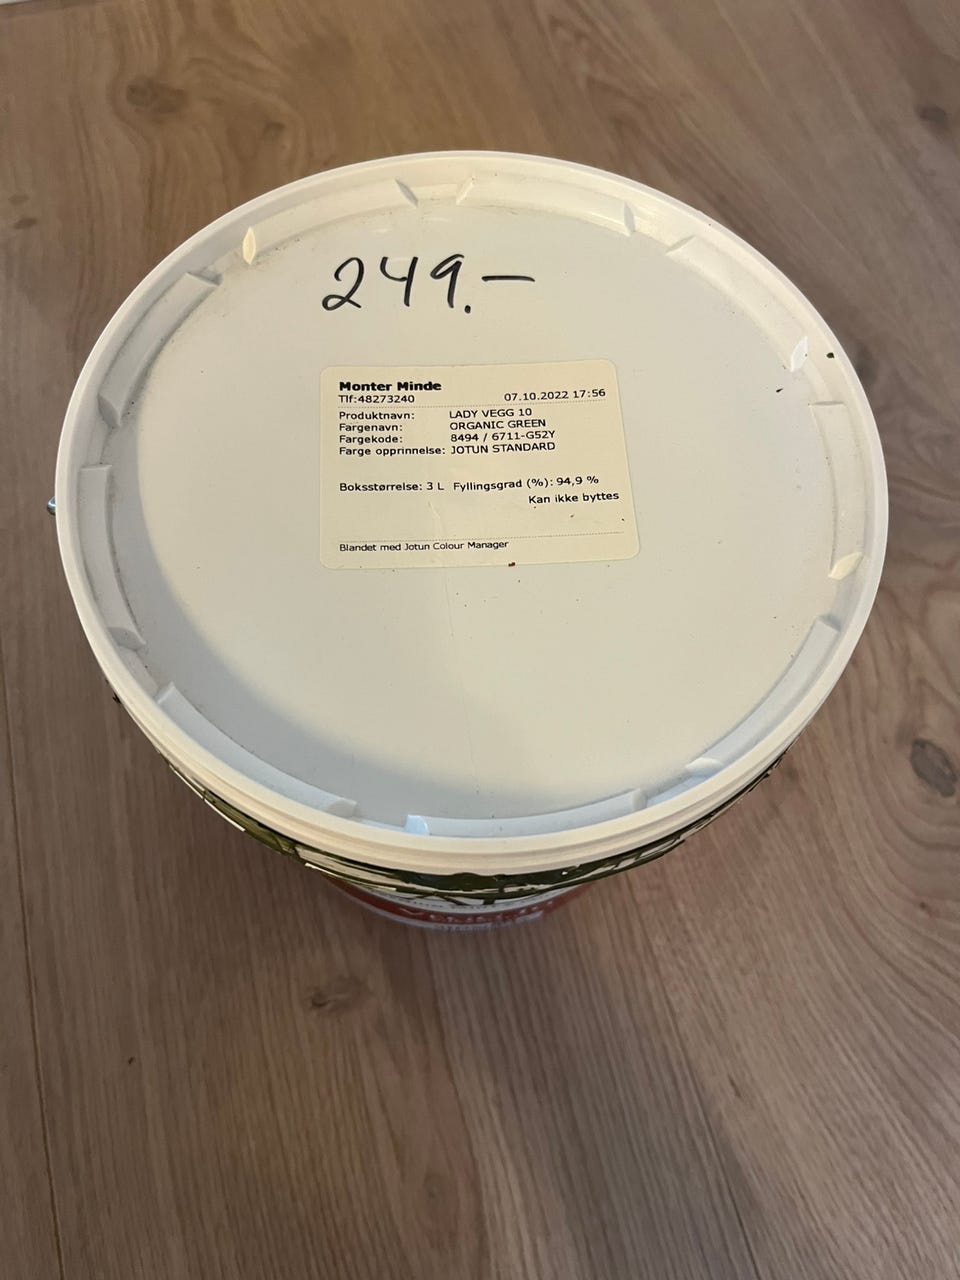 249.-
Monter Minde
Tlf:48273240 07.10.2022 17:56
Produktnavn: LADY VEGG 10
Fargenavn: ORGANIC GREEN
Fargekode: 8494 / 6711-G52Y
Farge opprinnelse: JOTUN STANDARD
Boksstørrelse: 3 L Fyllingsgrad (%): 94,9 %
Kan ikke byttes
Blandet med Jotun Colour Manager